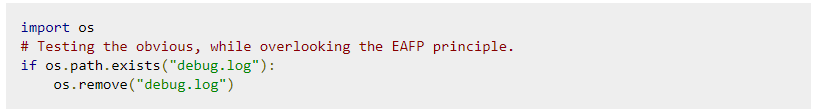 import os
# Testing the obvious, while overlooking the EAFP principle.
if os.path.exists("debug.log"):
    os.remove("debug.log")